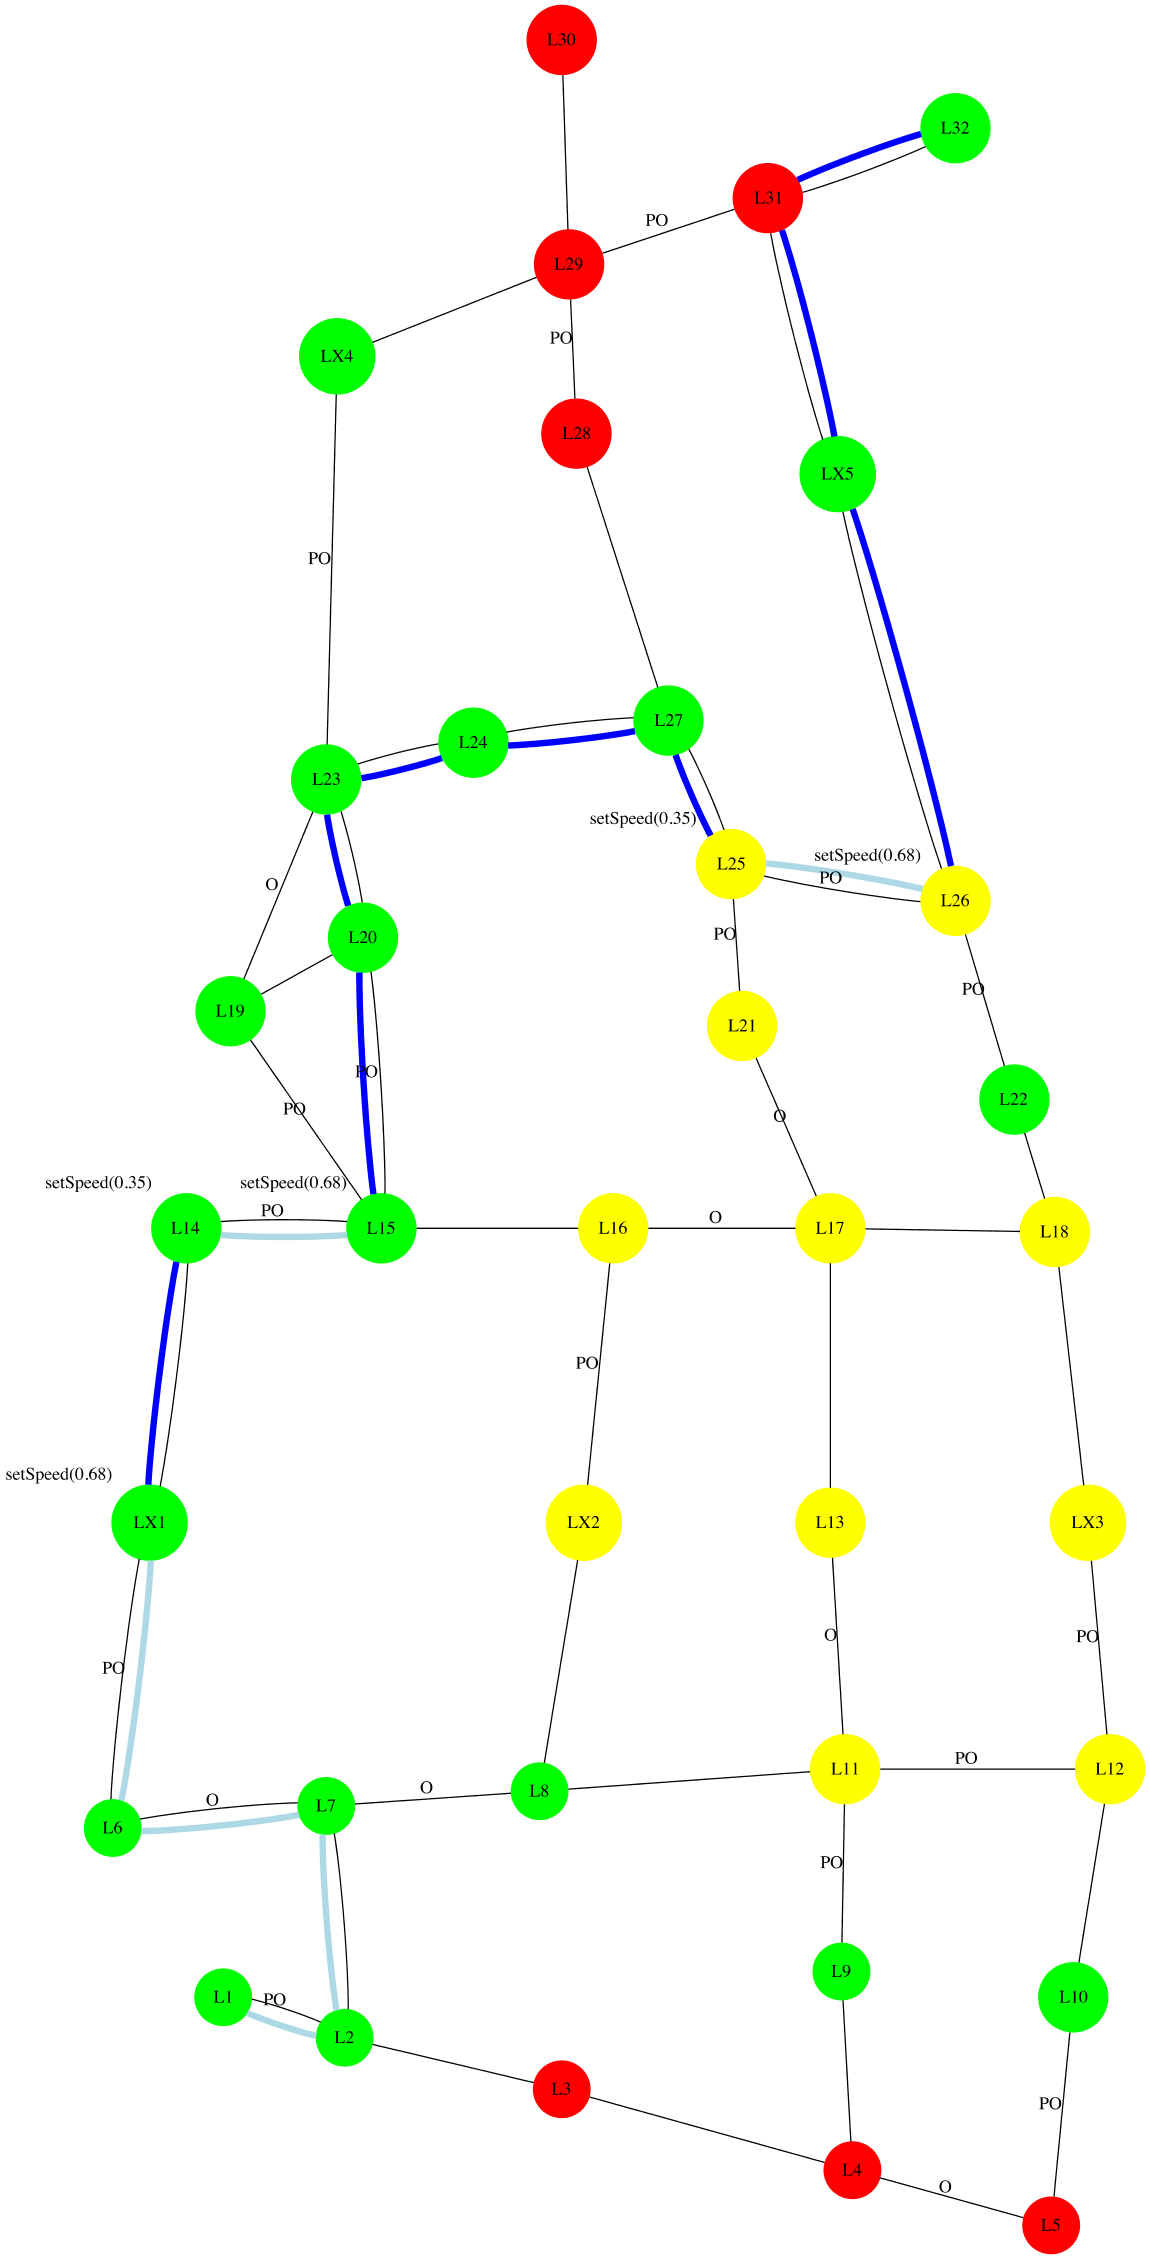 L30
L32
L31
PO
L29
PO
LX4
L28
LX5
PO
L27
L24
L23
setSpeed(0.35)
setSpeed(0.68)
L25
PO
O
L26
PO
L20
PO
L19
L21
PO
L22
PO
O
setSpeed(0.35)
setSpeed(0.68)
PO
L14
L15
L16
O
L17
L18
PO
setSpeed(0.68)
LX1
LX2
L13
LX3
O
PO
PO
PO
L11
L12
O
O
L8
L7
L6
PO
L9
L1
PO
L10
L2
L3
PO
L4
O
L5